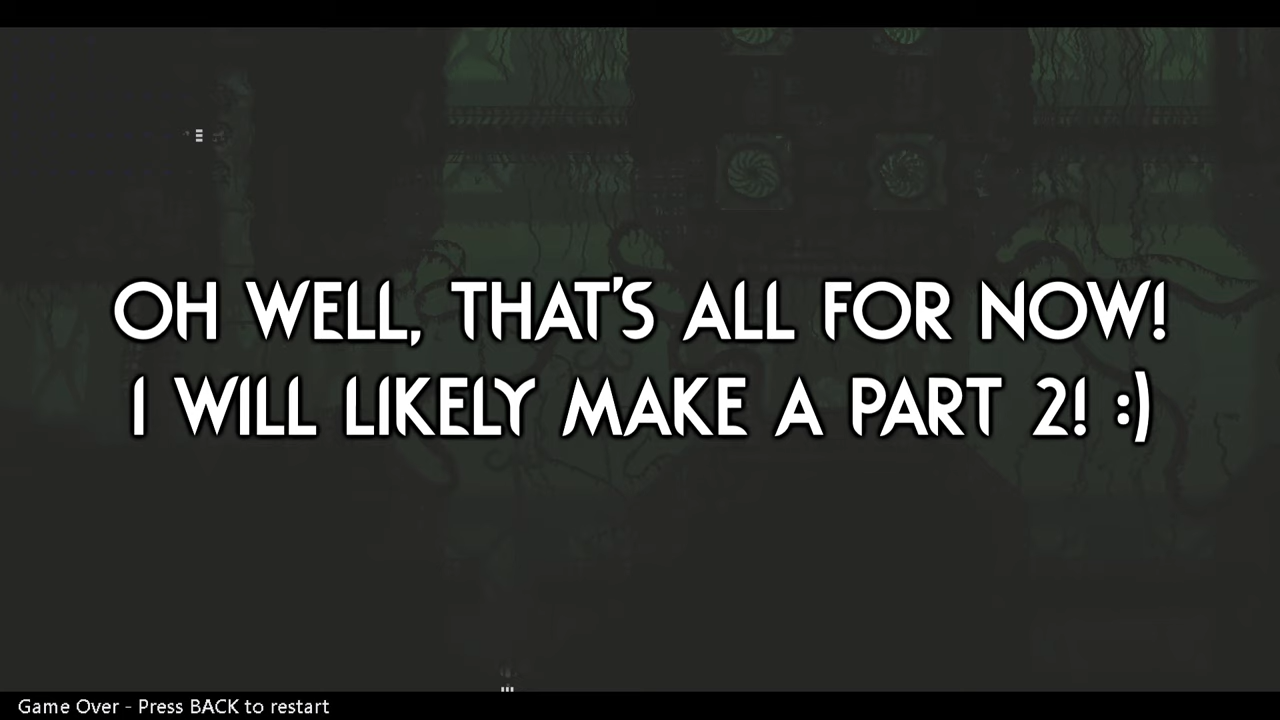 OH WELL, THAT'S ALL FOR NOW!
I WILL LIKELY MAKE A PART 2! :)
Game Over - Press BACK to restart